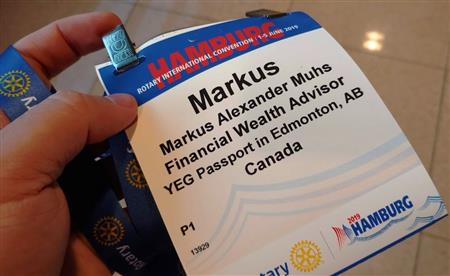 HAMBURG
ROTARY INTERNATIONAL CONVENTION • 1-5 JUNE 2019
Markus
Markus Alexander Muhs
Financial Wealth Advisor
YEG Passport in Edmonton, AB
Canada
P1
13929
Rotary
2019
HAMBURG
Rotary